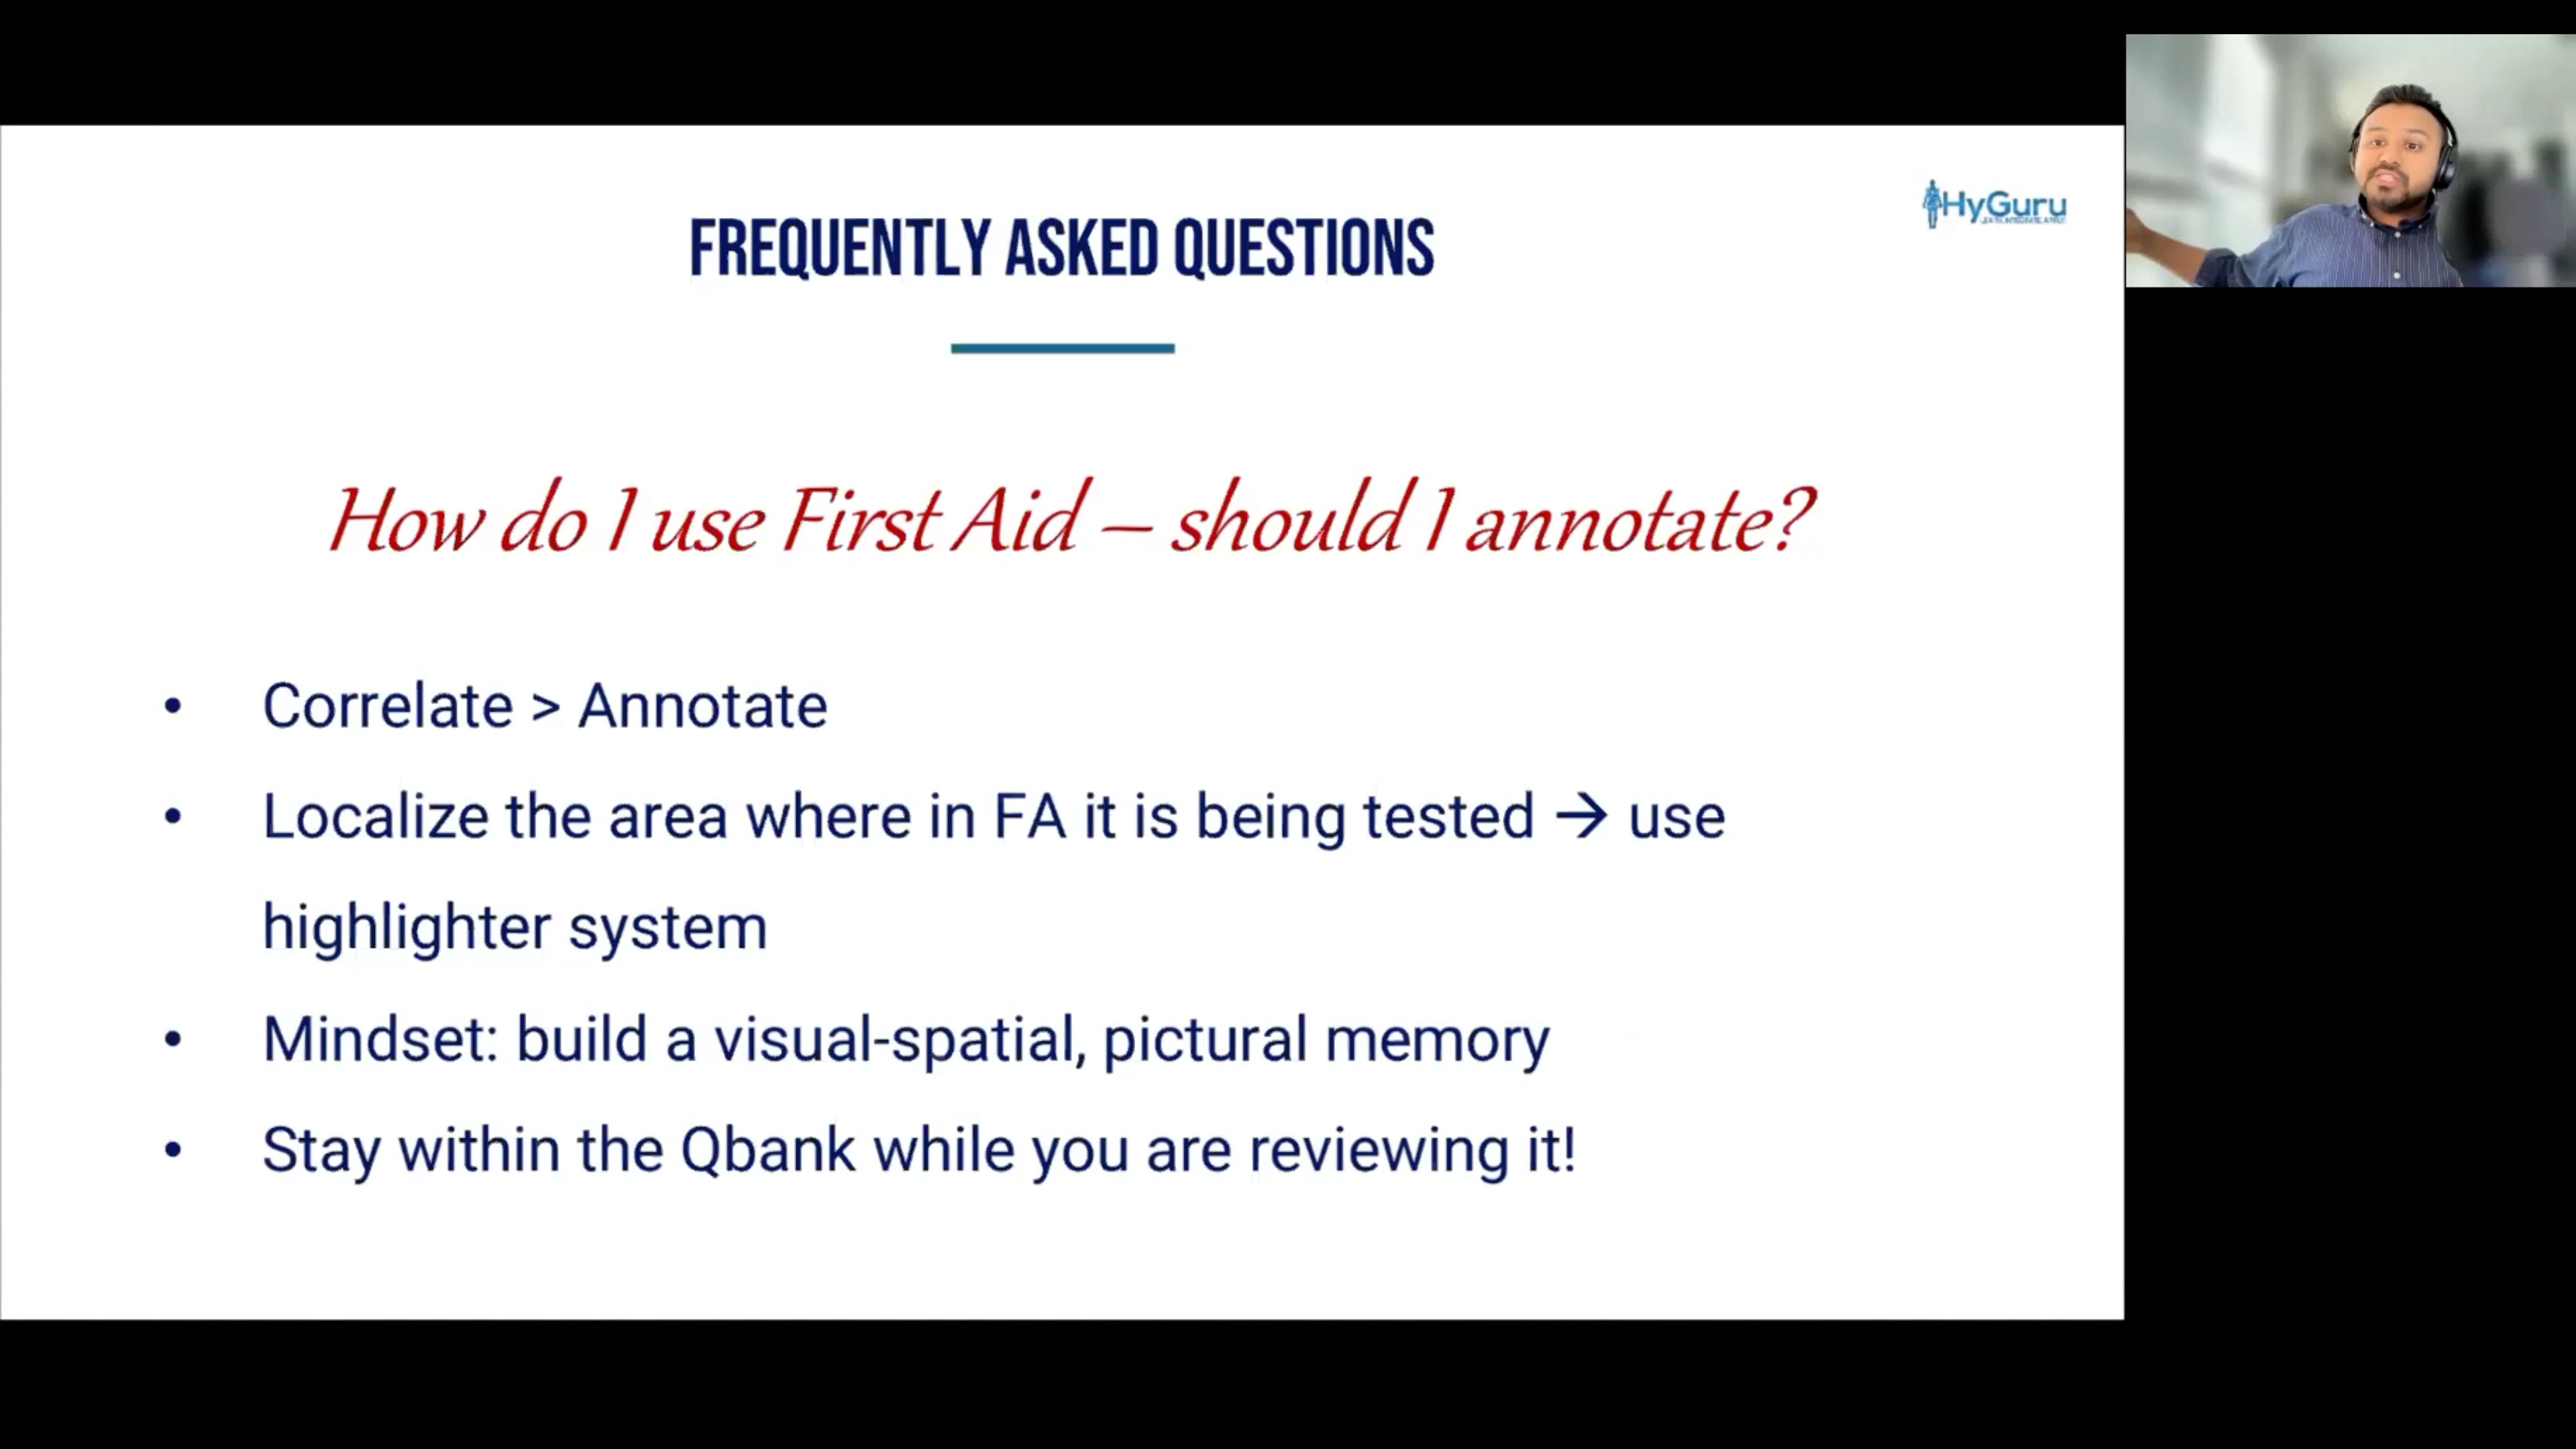 FREQUENTLY ASKED QUESTIONS
HyGuru
How do I use First Aid – should I annotate?
• Correlate > Annotate
• Localize the area where in FA it is being tested → use
highlighter system
• Mindset: build a visual-spatial, pictural memory
• Stay within the Qbank while you are reviewing it!